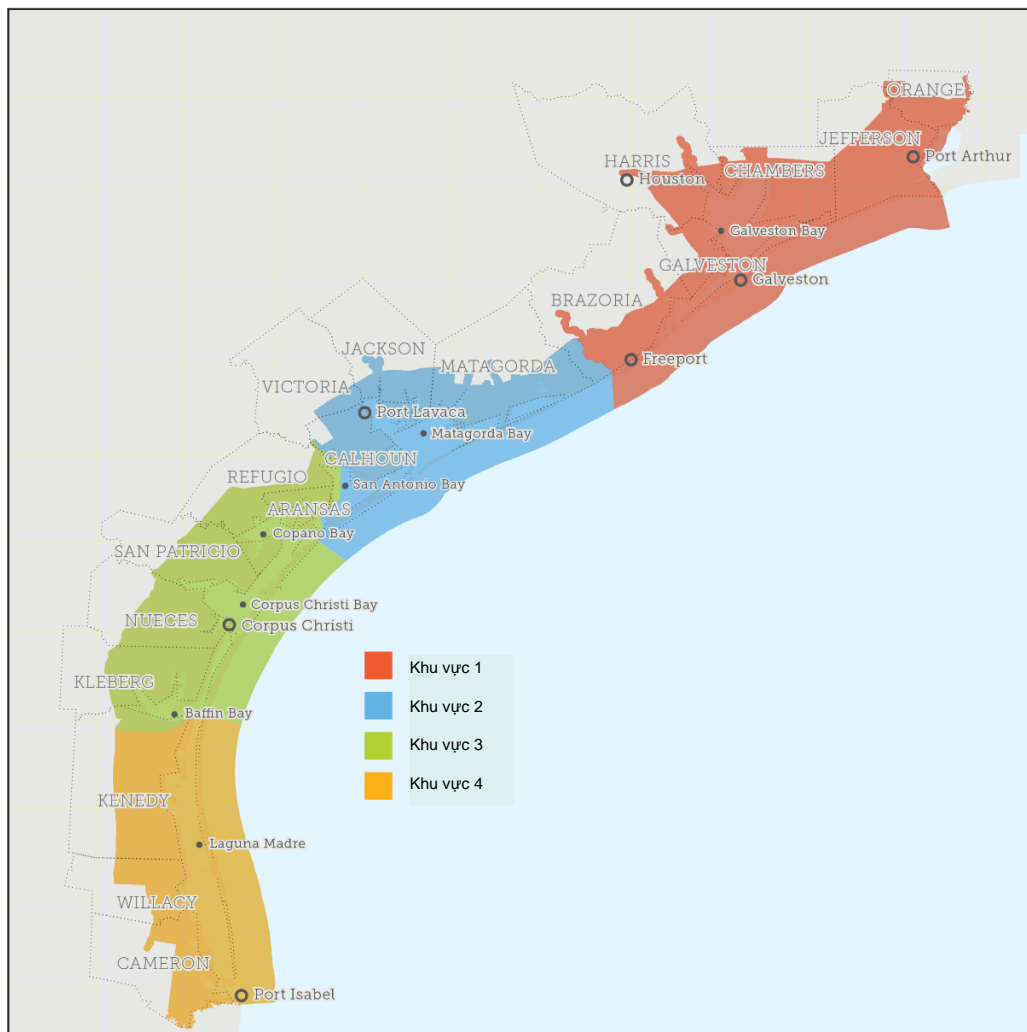 ORANGE
JEFFERSON
Port Arthur
HARRIS
CHAMBERS
Houston
Galveston Bay
GALVESTON
Galveston
BRAZORIA
JACKSON
Freeport
MATAGORDA
VICTORIA
Port Lavaca
Matagorda Bay
CALHOUN
REFUGIO
San Antonio Bay
ARANSAS
Copano Bay
SAN PATRICIO
Corpus Christi Bay
NUECES
Corpus Christi
Khu vực 1
KLEBERG
Khu vực 2
Baffin Bay
Khu vực 3
Khu vực 4
KENEDY
Laguna Madre
WILLACY
CAMERON
Port Isabel